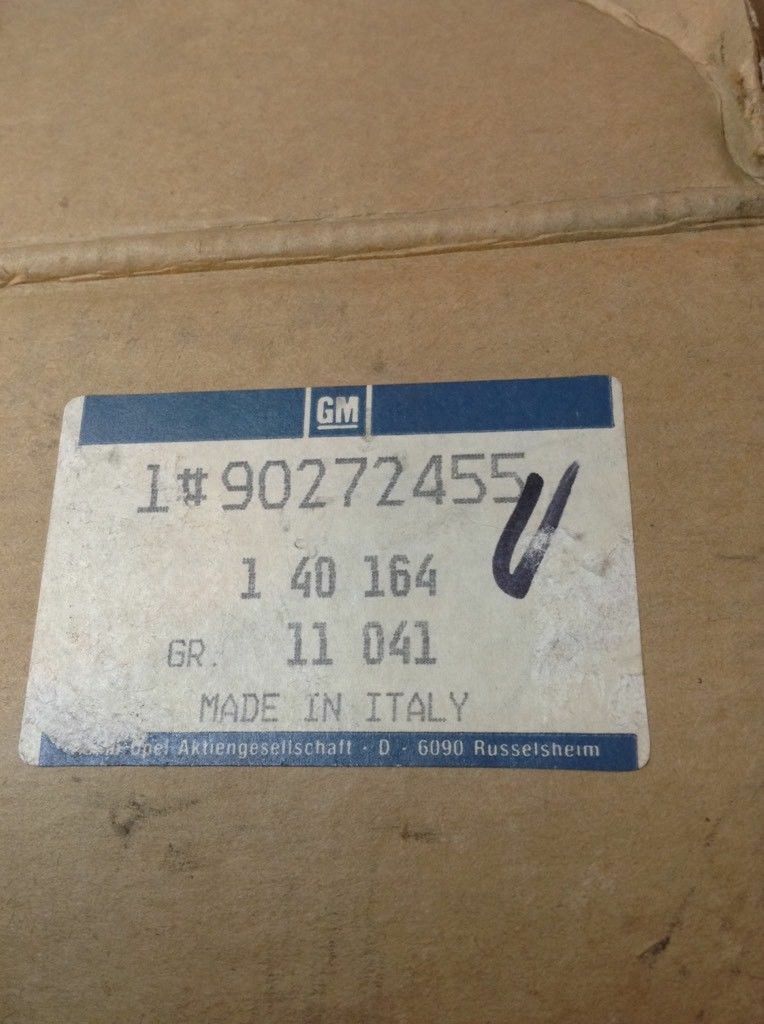 GM
1#90272455
1 40 164
GR. 11 041
MADE IN ITALY
Opel Aktiengesellschaft · D · 6090 Russelsheim